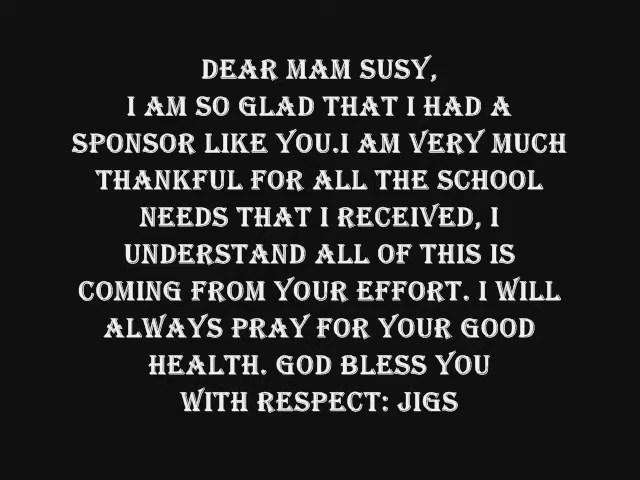 DEAR MAM SUSY,
I AM SO GLAD THAT I HAD A
SPONSOR LIKE YOU.I AM VERY MUCH
THANKFUL FOR ALL THE SCHOOL
NEEDS THAT I RECEIVED, I
UNDERSTAND ALL OF THIS IS
COMING FROM YOUR EFFORT. I WILL
ALWAYS PRAY FOR YOUR GOOD
HEALTH. GOD BLESS YOU
WITH RESPECT: JIGS